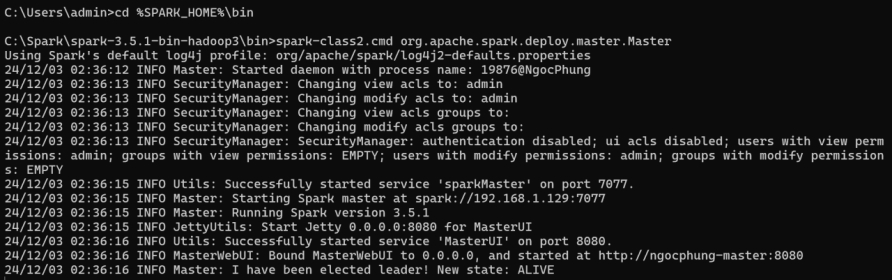 C:\Users\admin>cd %SPARK_HOME%\bin
C:\Spark\spark-3.5.1-bin-hadoop3\bin>spark-class2.cmd org.apache.spark.deploy.master.Master
Using Spark's default log4j profile: org/apache/spark/log4j2-defaults.properties
24/12/03 02:36:12 INFO Master: Started daemon with process name: 19876@NgocPhung
24/12/03 02:36:13 INFO SecurityManager: Changing view acls to: admin
24/12/03 02:36:13 INFO SecurityManager: Changing modify acls to: admin
24/12/03 02:36:13 INFO SecurityManager: Changing view acls groups to:
24/12/03 02:36:13 INFO SecurityManager: Changing modify acls groups to:
24/12/03 02:36:13 INFO SecurityManager: SecurityManager: authentication disabled; ui acls disabled; users with view perm
issions: admin; groups with view permissions: EMPTY; users with modify permissions: admin; groups with modify permission
s: EMPTY
24/12/03 02:36:15 INFO Utils: Successfully started service 'sparkMaster' on port 7077.
24/12/03 02:36:15 INFO Master: Starting Spark master at spark://192.168.1.129:7077
24/12/03 02:36:15 INFO Master: Running Spark version 3.5.1
24/12/03 02:36:15 INFO JettyUtils: Start Jetty 0.0.0.0:8080 for MasterUI
24/12/03 02:36:16 INFO Utils: Successfully started service 'MasterUI' on port 8080.
24/12/03 02:36:16 INFO MasterWebUI: Bound MasterWebUI to 0.0.0.0, and started at http://ngocphung-master:8080
24/12/03 02:36:16 INFO Master: I have been elected leader! New state: ALIVE